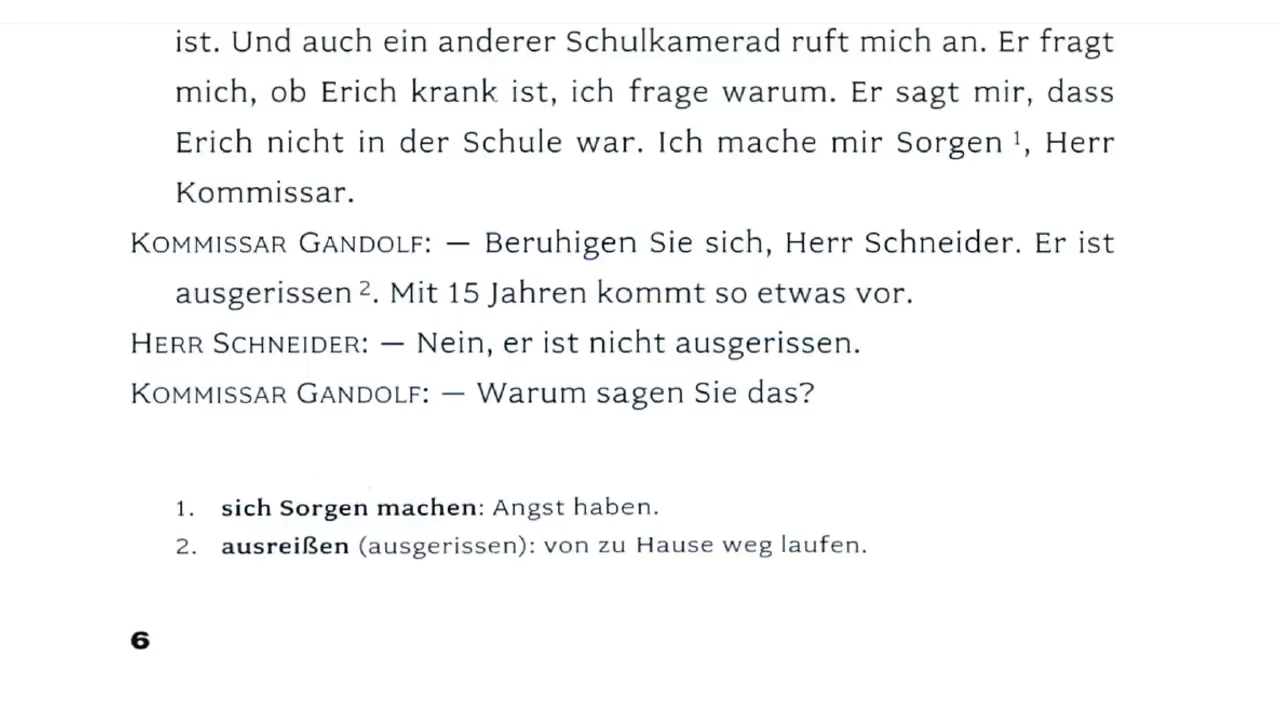 ist. Und auch ein anderer Schulkamerad ruft mich an. Er fragt
mich, ob Erich krank ist, ich frage warum. Er sagt mir, dass
Erich nicht in der Schule war. Ich mache mir Sorgen ¹, Herr
Kommissar.
KOMMISSAR GANDOLF: — Beruhigen Sie sich, Herr Schneider. Er ist
ausgerissen ². Mit 15 Jahren kommt so etwas vor.
HERR SCHNEIDER: — Nein, er ist nicht ausgerissen.
KOMMISSAR GANDOLF: — Warum sagen Sie das?
1. sich Sorgen machen: Angst haben.
2. ausreißen (ausgerissen): von zu Hause weg laufen.
6